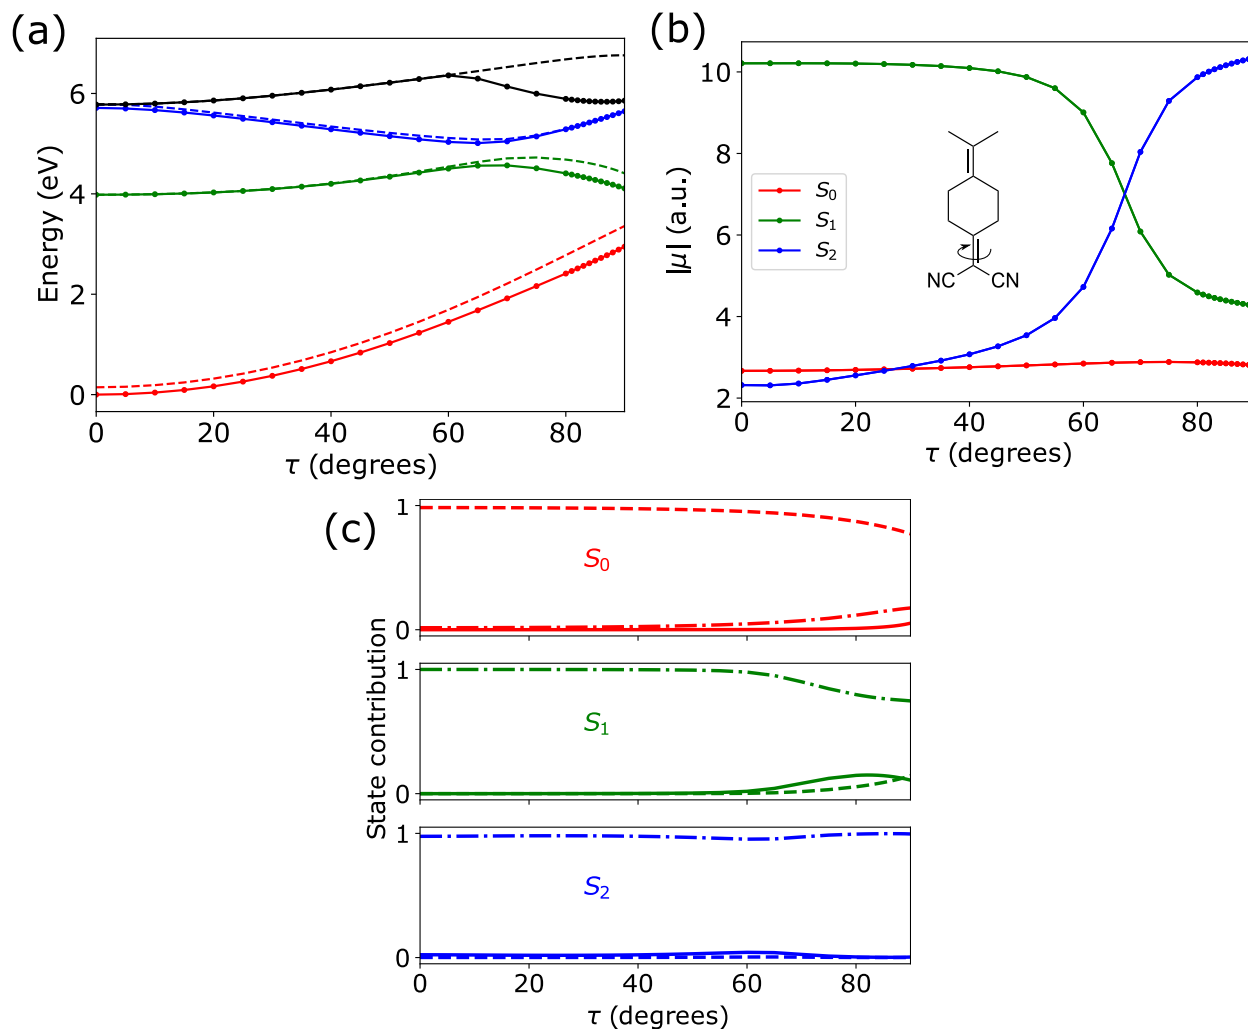 (a)
Energy (eV)
6
4
2
0
0 20 40 60 80
τ (degrees)
(b)
|μ| (a.u.)
10
8
6
4
2
S0
S1
S2
NC CN
0 20 40 60 80
τ (degrees)
(c)
State contribution
1
S0
0
1
S1
0
1
S2
0
0 20 40 60 80
τ (degrees)